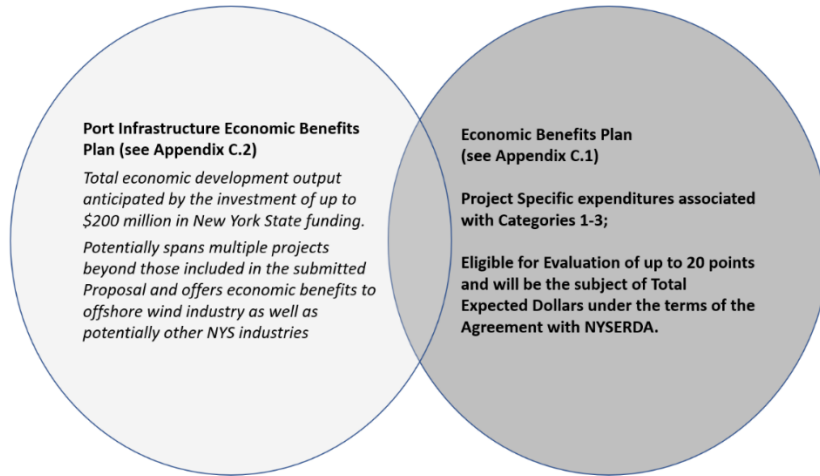 Port Infrastructure Economic Benefits
Plan (see Appendix C.2)
Total economic development output
anticipated by the investment of up to
$200 million in New York State funding.
Potentially spans multiple projects
beyond those included in the submitted
Proposal and offers economic benefits to
offshore wind industry as well as
potentially other NYS industries
Economic Benefits Plan
(see Appendix C.1)
Project Specific expenditures associated
with Categories 1-3;
Eligible for Evaluation of up to 20 points
and will be the subject of Total
Expected Dollars under the terms of the
Agreement with NYSERDA.